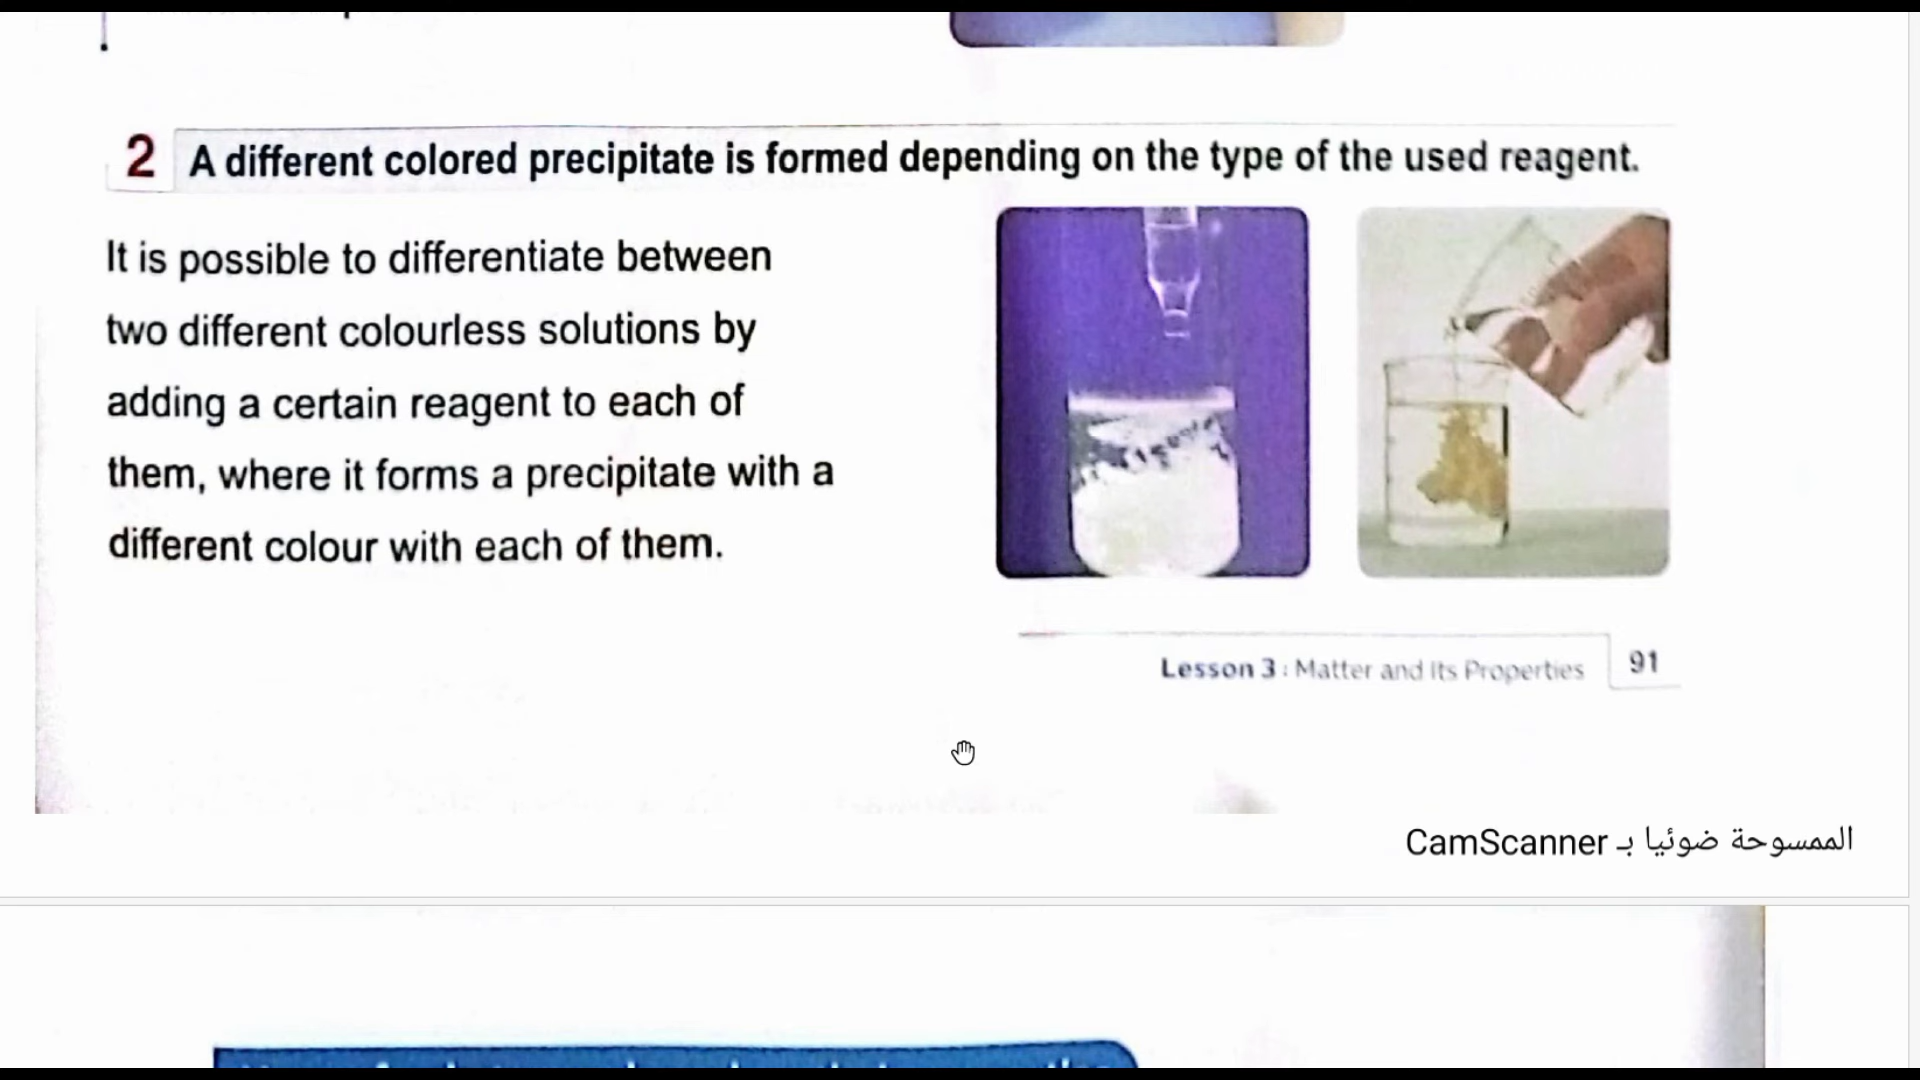 2 A different colored precipitate is formed depending on the type of the used reagent.
It is possible to differentiate between
two different colourless solutions by
adding a certain reagent to each of
them, where it forms a precipitate with a
different colour with each of them.
Lesson 3 : Matter and Its Properties 91
الممسوحة ضوئيا بـ CamScanner